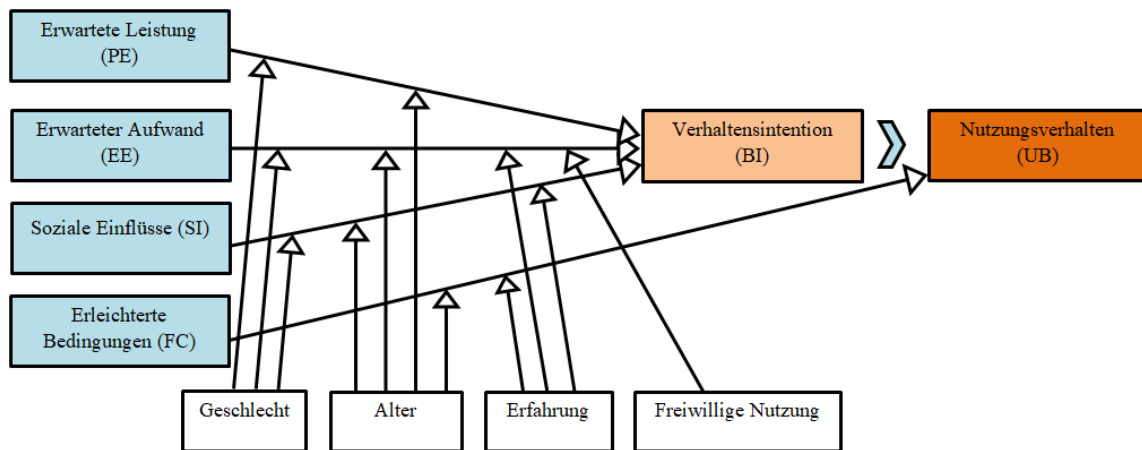 Erwartete Leistung
(PE)
Erwarteter Aufwand
(EE)
Soziale Einflüsse (SI)
Erleichterte
Bedingungen (FC)
Verhaltensintention
(BI)
Nutzungsverhalten
(UB)
Geschlecht
Alter
Erfahrung
Freiwillige Nutzung